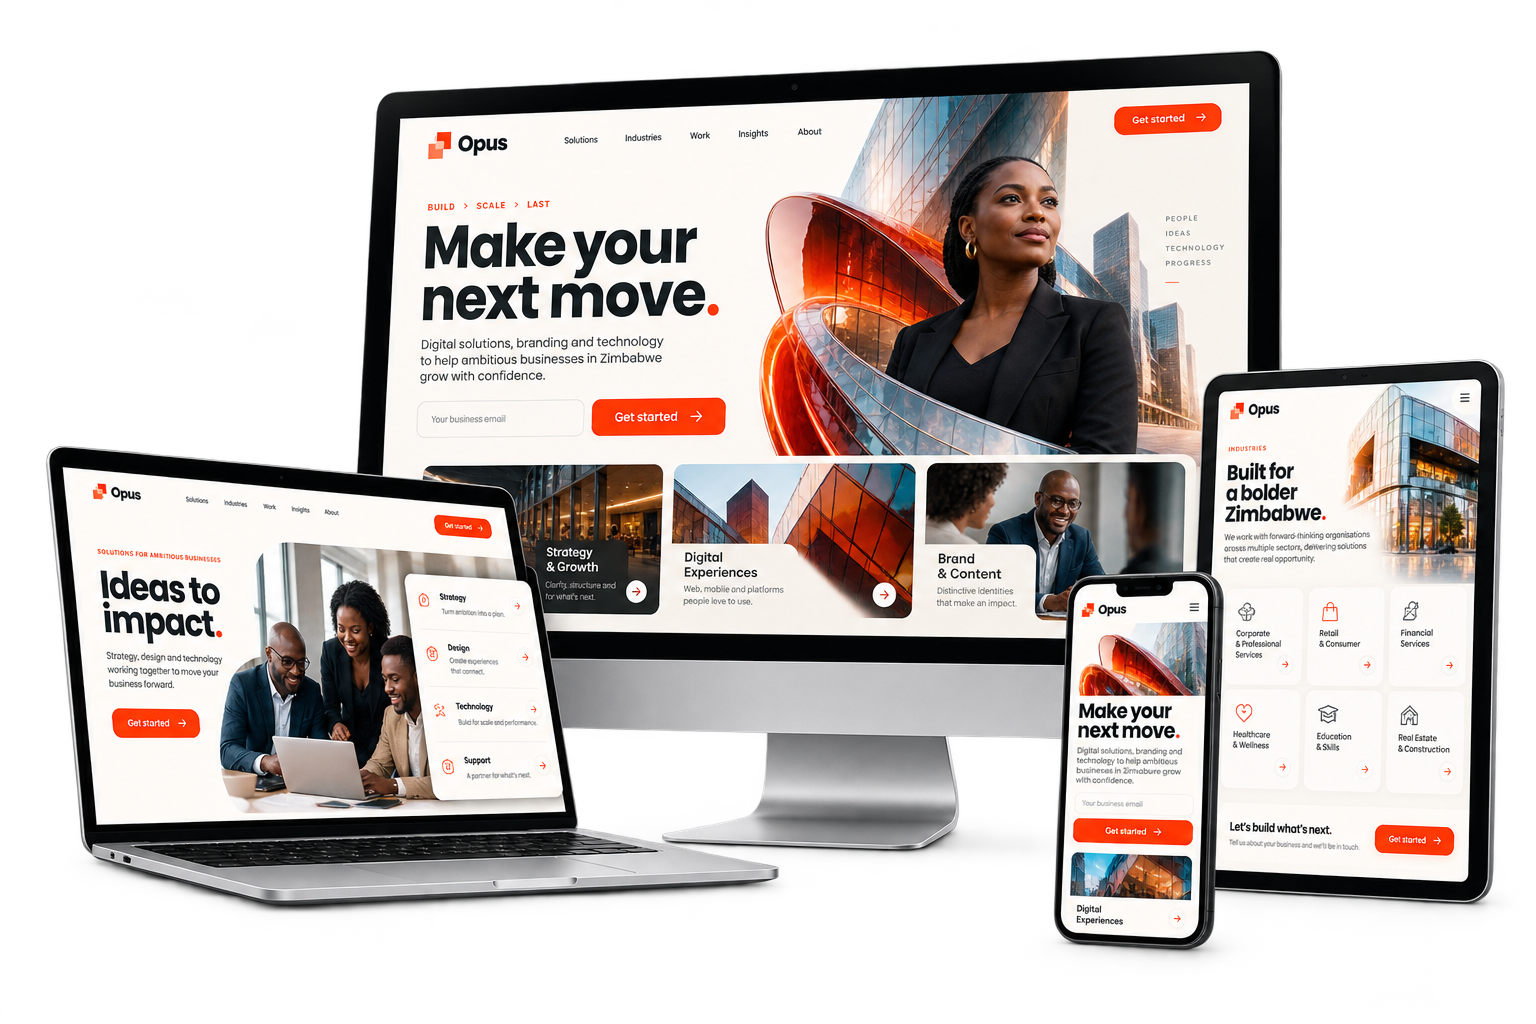 Opus
Solutions
Industries
Work
Insights
About
Get started
BUILD > SCALE > LAST
Make your
next move.
Digital solutions, branding and technology
to help ambitious businesses in Zimbabwe
grow with confidence.
Your business email
Get started
PEOPLE
IDEAS
TECHNOLOGY
PROGRESS
Strategy
& Growth
Clarity, structure and
for what's next.
Digital
Experiences
Web, mobile and platforms
people love to use.
Brand
& Content
Distinctive identities
that make an impact.
Opus
Solutions
Industries
Work
Insights
About
Get started
SOLUTIONS FOR AMBITIOUS BUSINESSES
Ideas to
impact.
Strategy, design and technology
working together to move your
business forward.
Get started
Strategy
Turn ambition into a plan.
Design
Create experiences
that connect.
Technology
Build for scale and performance.
Support
A partner for what's next.
Opus
Make your
next move.
Digital solutions, branding and
technology to help ambitious
businesses in Zimbabwe grow
with confidence.
Your business email
Get started
Digital
Experiences
Opus
INDUSTRIES
Built for
a bolder
Zimbabwe.
We work with forward-thinking organisations
across multiple sectors, delivering solutions
that create real opportunity.
Corporate
& Professional
Services
Retail
& Consumer
Financial
Services
Healthcare
& Wellness
Education
& Skills
Real Estate
& Construction
Let's build what's next.
Tell us about your business and we'll be in touch.
Get started